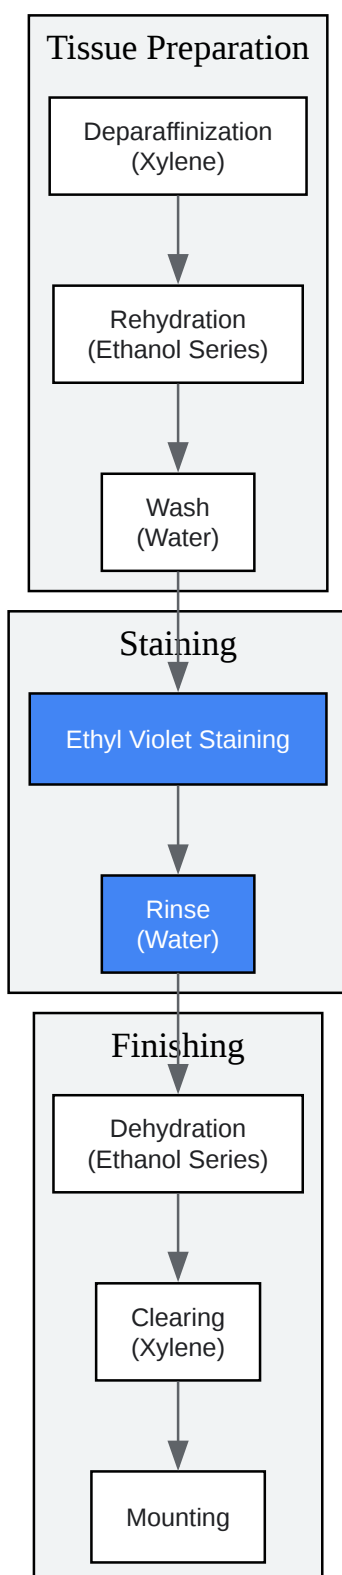 Tissue Preparation
Deparaffinization
(Xylene)
Rehydration
(Ethanol Series)
Wash
(Water)
Staining
Ethyl Violet Staining
Rinse
(Water)
Finishing
Dehydration
(Ethanol Series)
Clearing
(Xylene)
Mounting